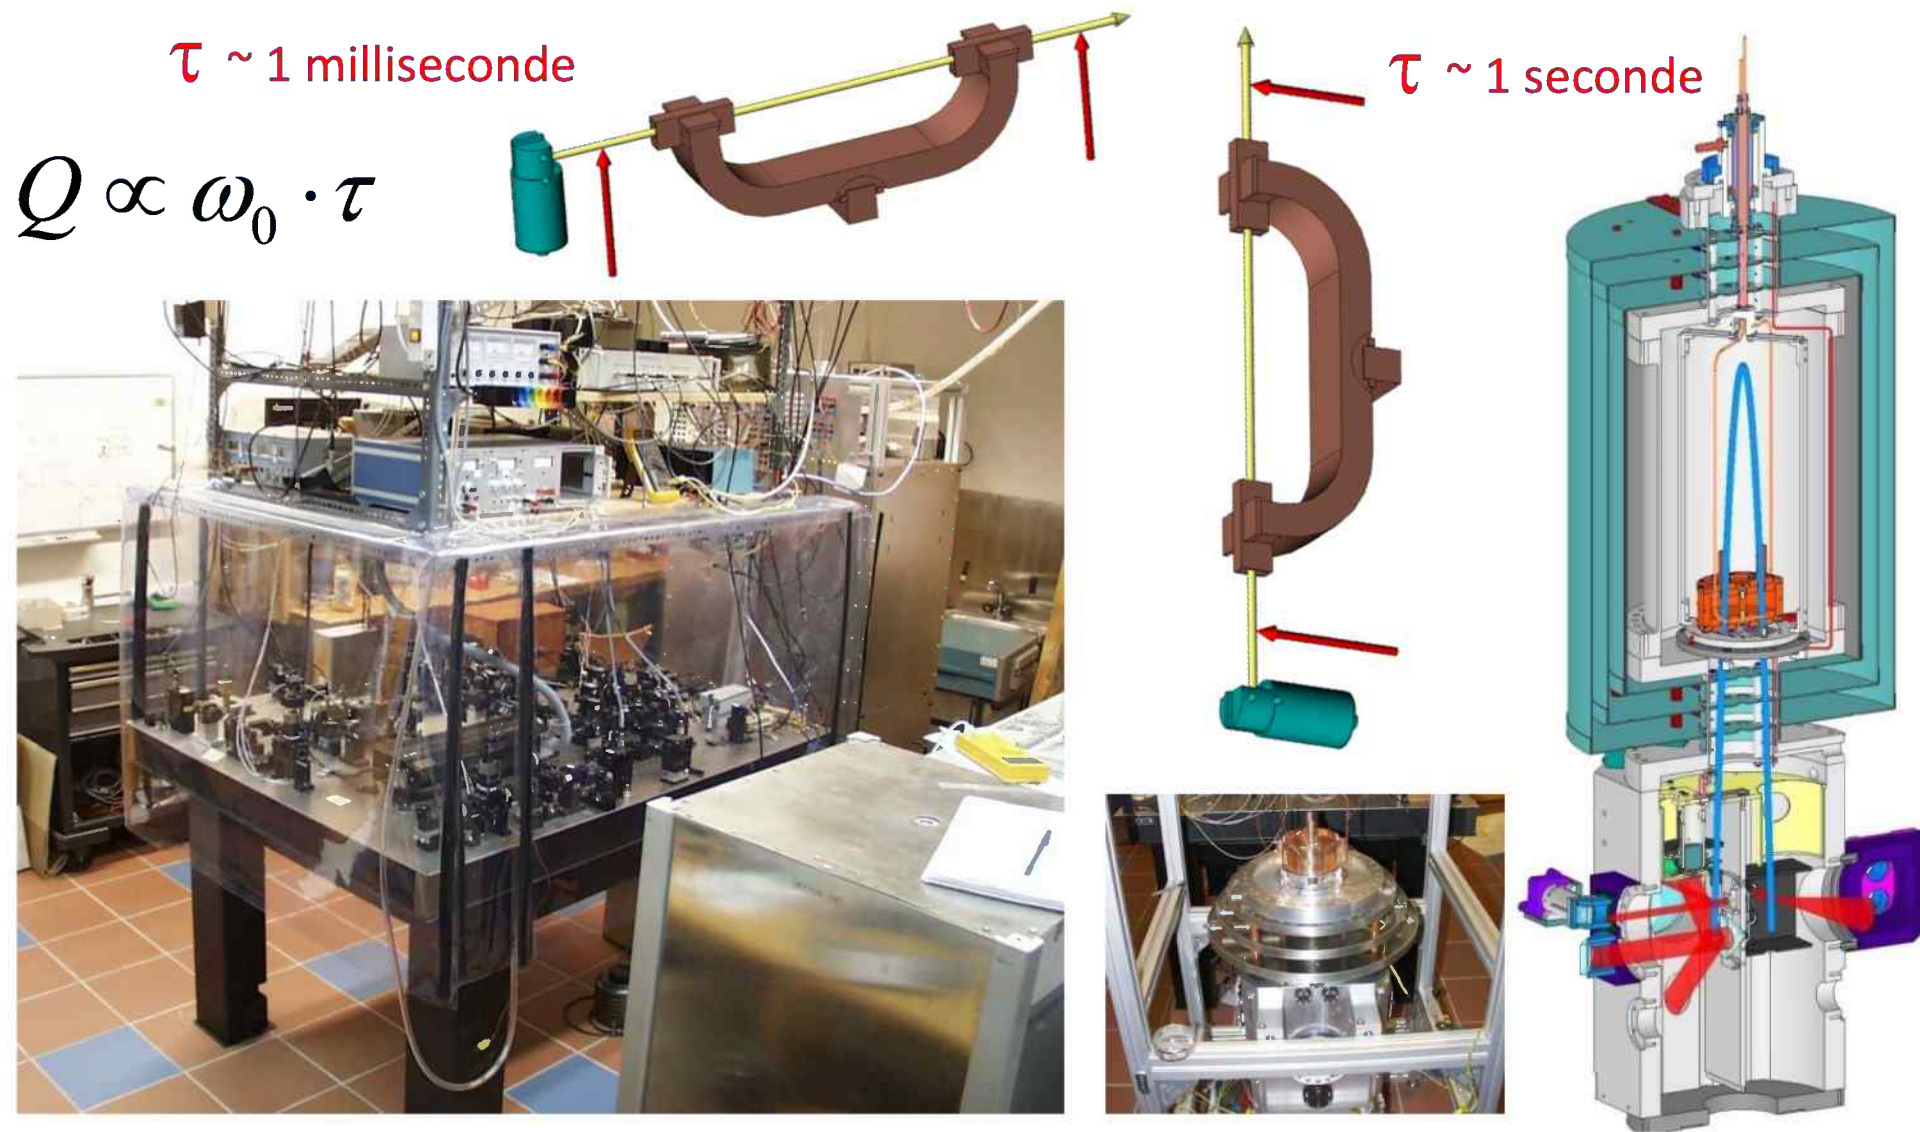 τ ~ 1 milliseconde
τ ~ 1 seconde
Q ∝ ω₀ · τ